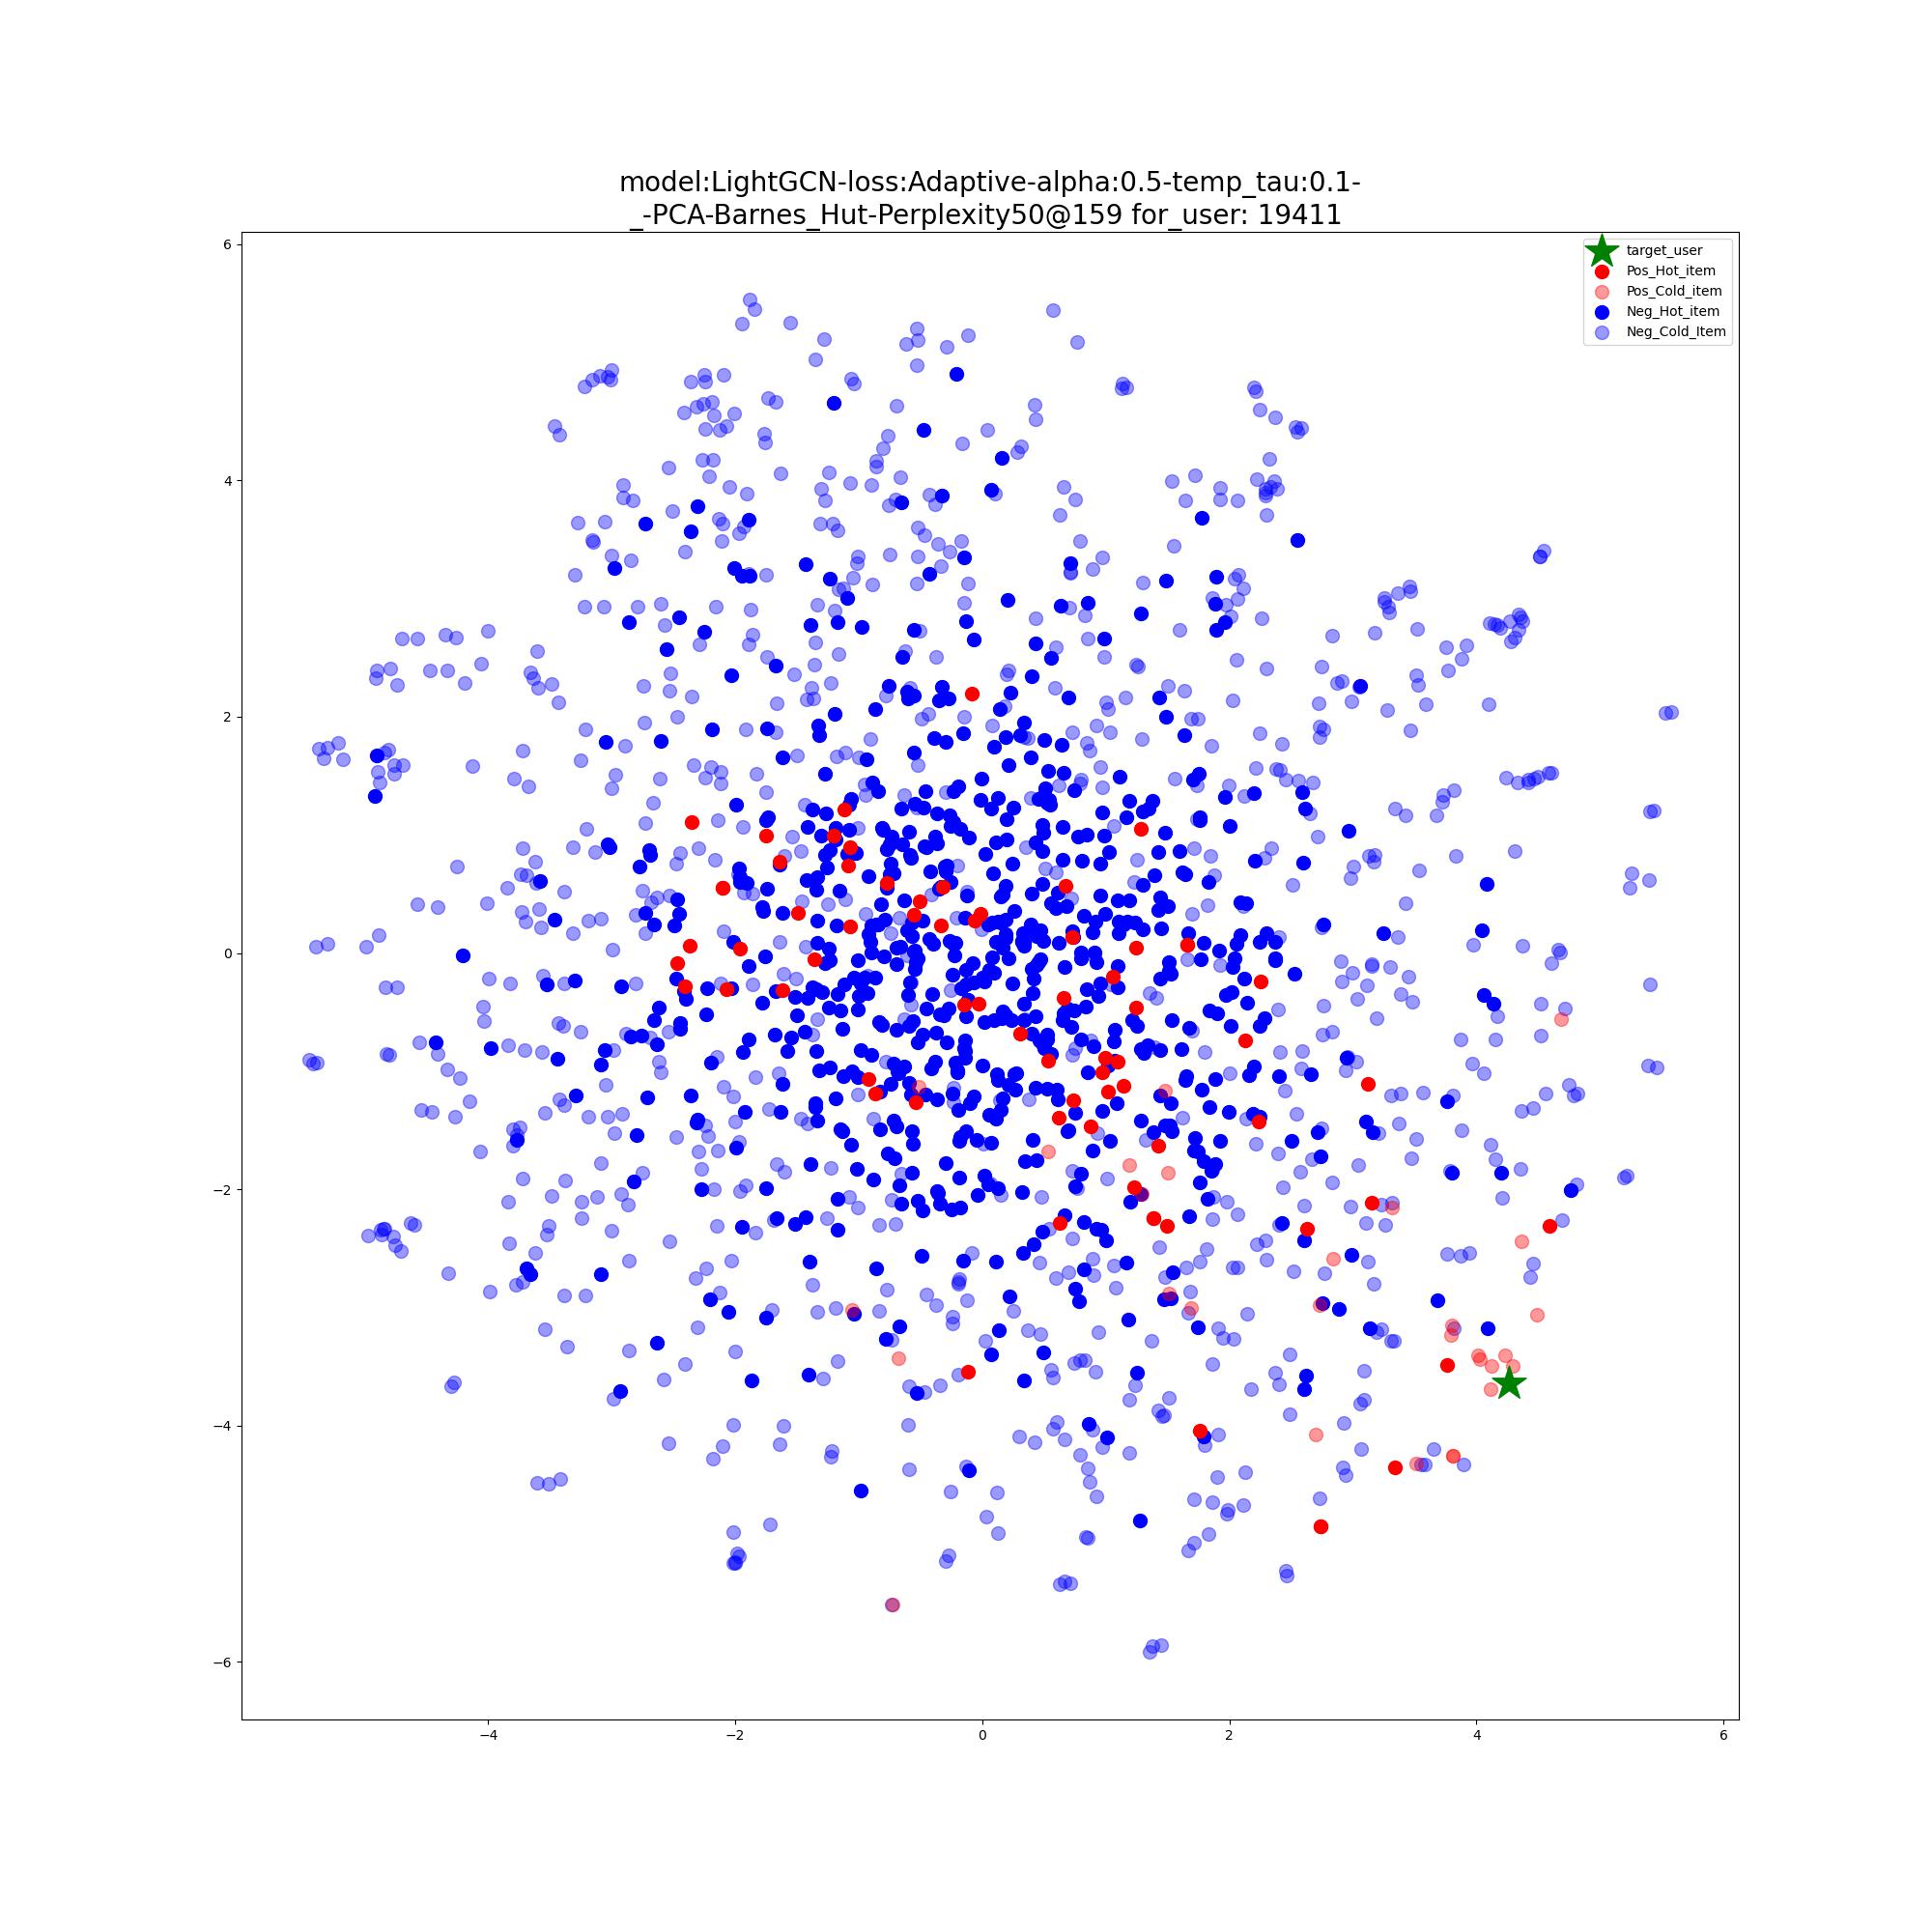 model:LightGCN-loss:Adaptive-alpha:0.5-temp_tau:0.1-
_-PCA-Barnes_Hut-Perplexity50@159 for_user: 19411
target_user
Pos_Hot_item
Pos_Cold_item
Neg_Hot_item
Neg_Cold_Item
6
4
2
0
−2
−4
−6
−4
−2
0
2
4
6